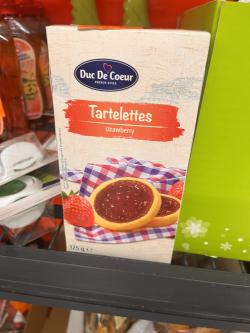 Duc De Coeur
Tartelettes
Strawberry
125 g